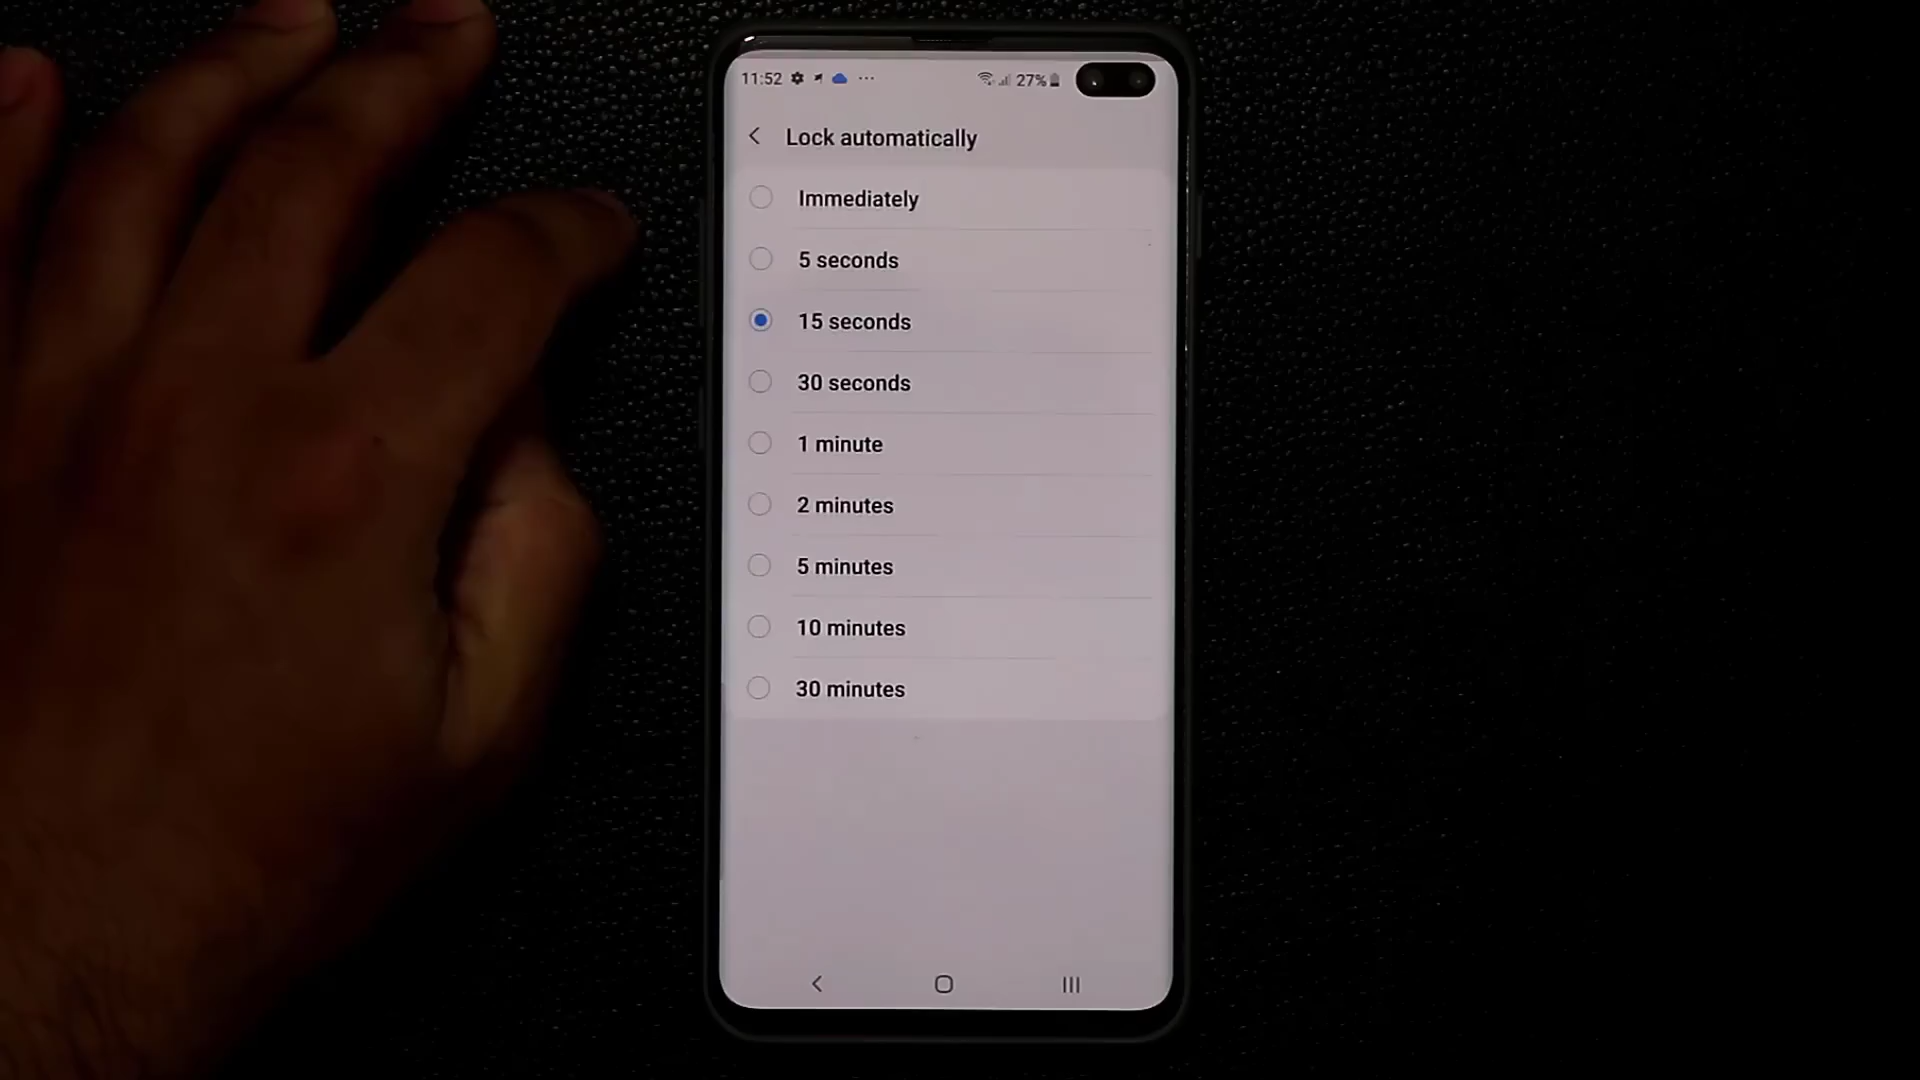 11:52 27%
Lock automatically
Immediately
5 seconds
15 seconds
30 seconds
1 minute
2 minutes
5 minutes
10 minutes
30 minutes